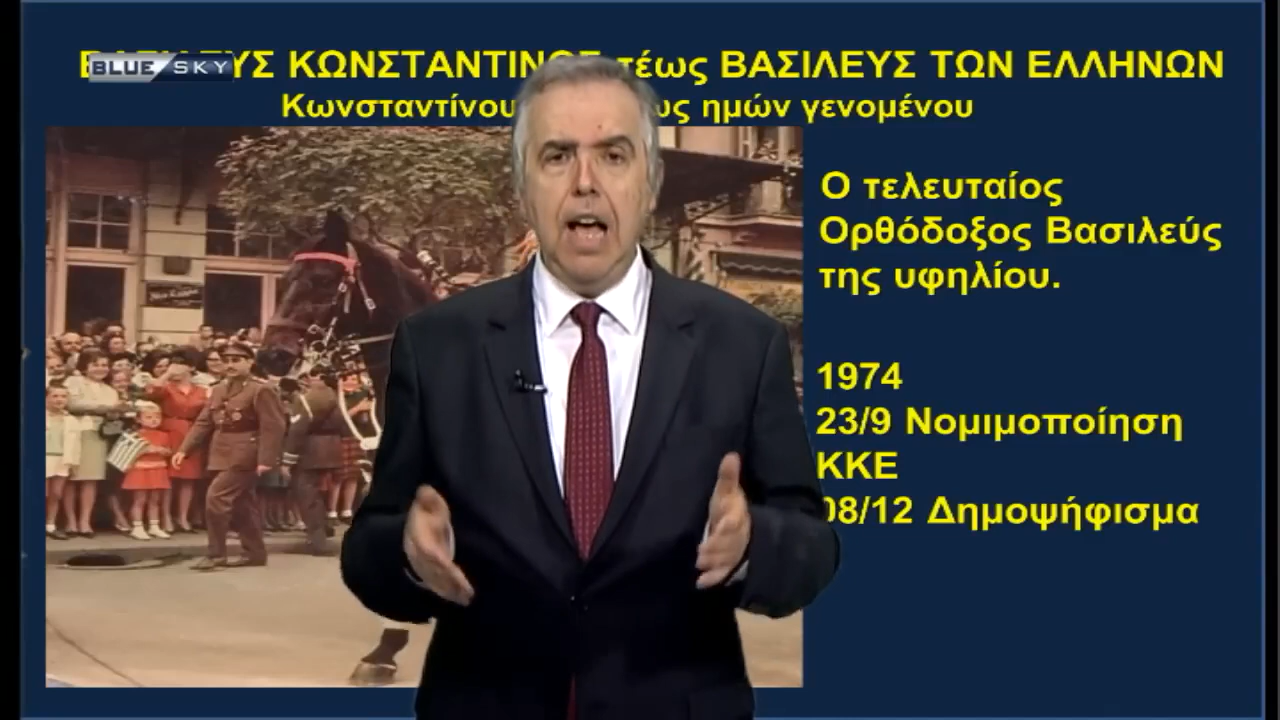 BLUE SKY
ΚΩΝΣΤΑΝΤΙΝΟΣ τέως ΒΑΣΙΛΕΥΣ ΤΩΝ ΕΛΛΗΝΩΝ
Κωνσταντίνου ημών γενομένου
Ο τελευταίος
Ορθόδοξος Βασιλεύς
της υφηλίου.
1974
23/9 Νομιμοποίηση
ΚΚΕ
08/12 Δημοψήφισμα